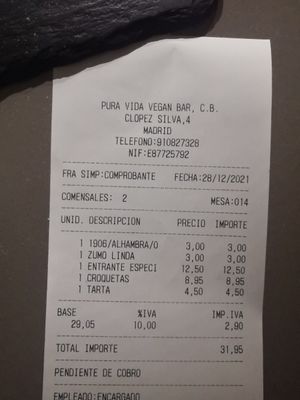 PURA VIDA VEGAN BAR, C.B.
CLOPEZ SILVA,4
MADRID
TELEFONO:910827328
NIF:E87725792
FRA SIMP:COMPROBANTE FECHA:28/12/2021
COMENSALES: 2 MESA:014
UNID. DESCRIPCION PRECIO IMPORTE
1 1906/ALHAMBRA/O 3,00 3,00
1 ZUMO LINDA 3,00 3,00
1 ENTRANTE ESPECI 12,50 12,50
1 CROQUETAS 8,95 8,95
1 TARTA 4,50 4,50
BASE %IVA IMP.IVA
29,05 10,00 2,90
TOTAL IMPORTE 31,95
PENDIENTE DE COBRO
EMPLEADO:ENCARGADO